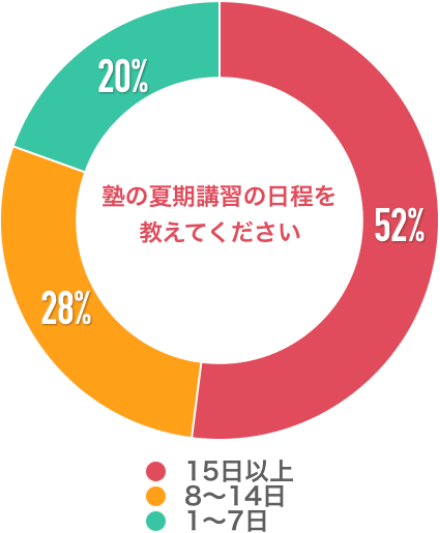 20%
塾の夏期講習の日程を
教えてください
52%
28%
15日以上
8〜14日
1〜7日